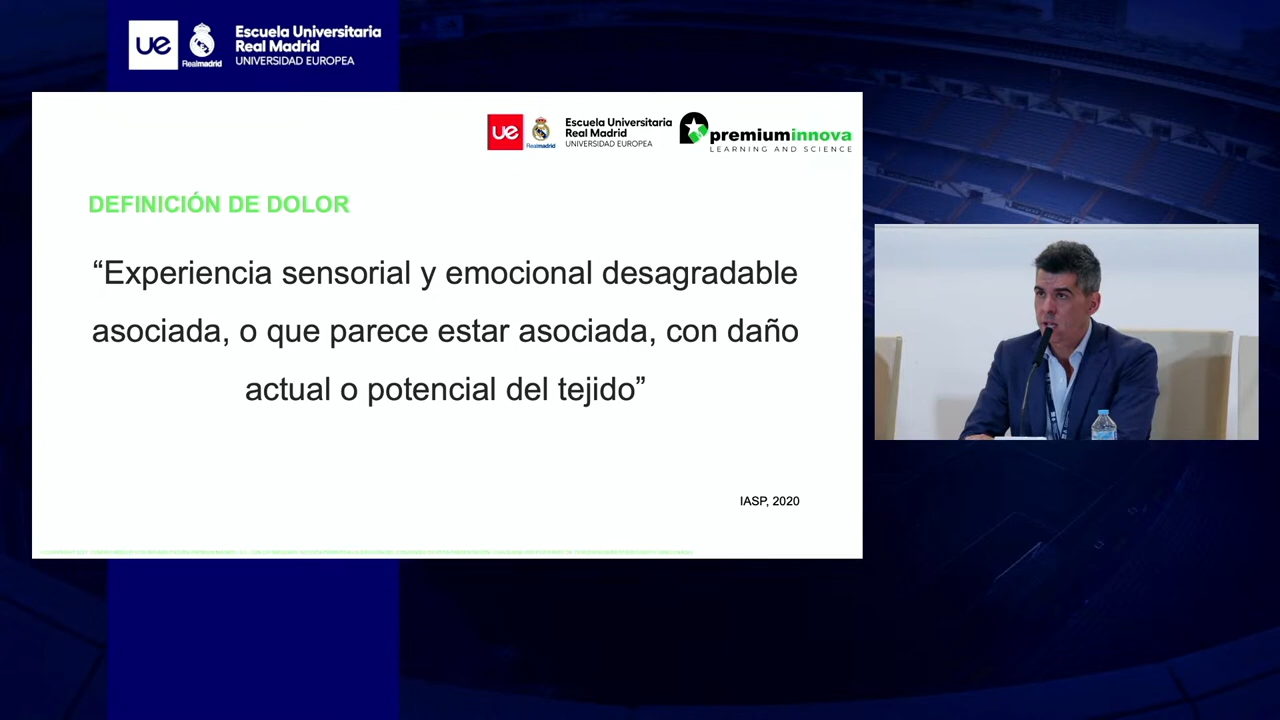 ue
Realmadrid
Escuela Universitaria
Real Madrid
UNIVERSIDAD EUROPEA
ue
Realmadrid
Escuela Universitaria
Real Madrid
UNIVERSIDAD EUROPEA
premiuminnova
LEARNING AND SCIENCE
DEFINICIÓN DE DOLOR
“Experiencia sensorial y emocional desagradable
asociada, o que parece estar asociada, con daño
actual o potencial del tejido”
IASP, 2020